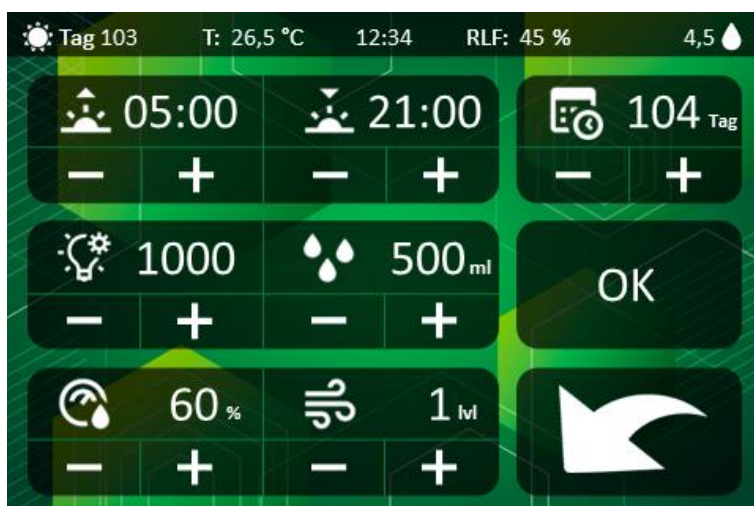 Tag 103 T: 26,5 °C 12:34 RLF: 45 % 4,5
05:00 21:00 104 Tag
− + − + − +
1000 500 ml
OK
− + − +
60 % 1 lvl
− + − +